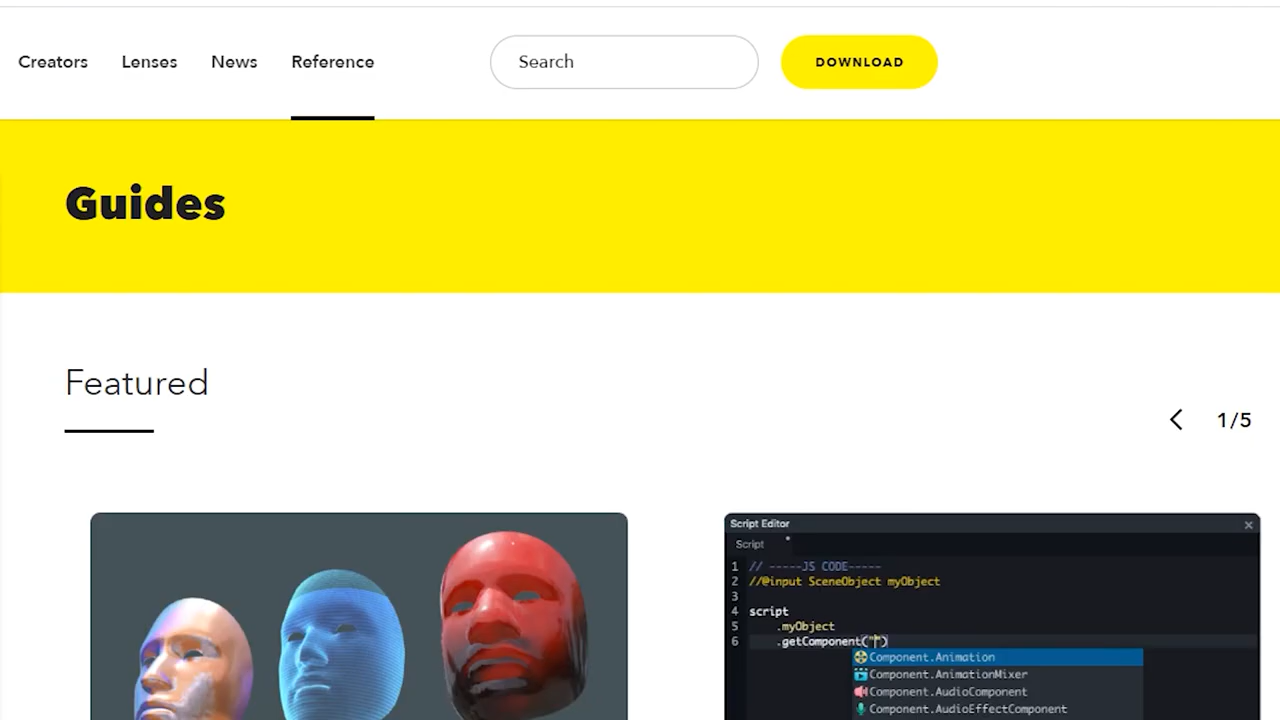 Creators Lenses News Reference Search DOWNLOAD
Guides
Featured
1/5
Script Editor
Script
1 // -----JS CODE-----
2 //@input SceneObject myObject
3
4 script
5 .myObject
6 .getComponent("")
Component.Animation
Component.AnimationMixer
Component.AudioComponent
Component.AudioEffectComponent